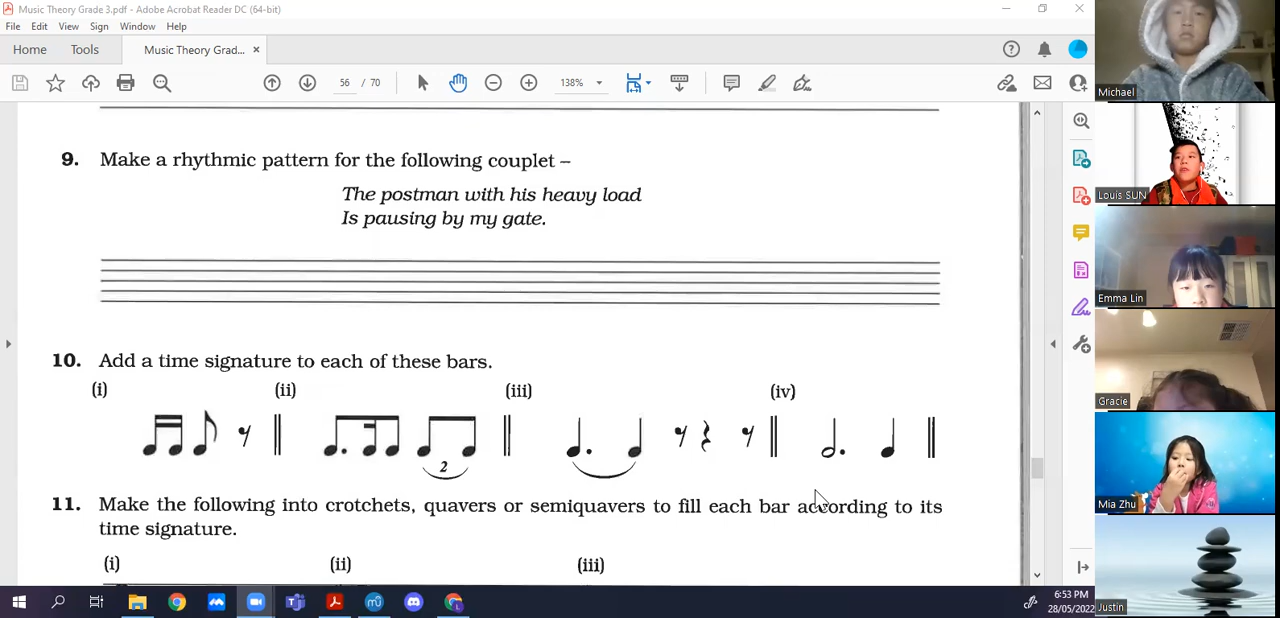 Music Theory Grade 3.pdf - Adobe Acrobat Reader DC (64-bit)
File Edit View Sign Window Help
Home Tools Music Theory Grad... ×
56 / 70 138%
9. Make a rhythmic pattern for the following couplet –
The postman with his heavy load
Is pausing by my gate.
10. Add a time signature to each of these bars.
(i) (ii) (iii) (iv)
2
11. Make the following into crotchets, quavers or semiquavers to fill each bar according to its
time signature.
(i) (ii) (iii)
6:53 PM
28/05/2022
Michael
Louis SUN
Emma Lin
Gracie
Mia Zhu
Justin